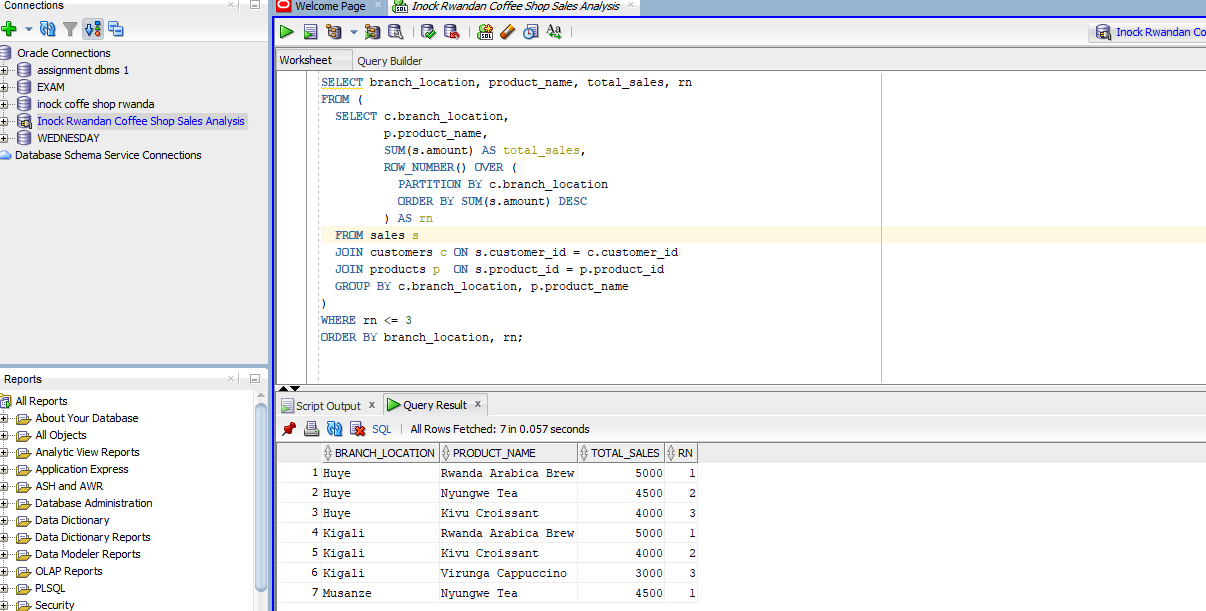 Connections
Oracle Connections
assignment dbms 1
EXAM
inock coffe shop rwanda
Inock Rwandan Coffee Shop Sales Analysis
WEDNESDAY
Database Schema Service Connections
Reports
All Reports
About Your Database
All Objects
Analytic View Reports
Application Express
ASH and AWR
Database Administration
Data Dictionary
Data Dictionary Reports
Data Modeler Reports
OLAP Reports
PLSQL
Security
Welcome Page
Inock Rwandan Coffee Shop Sales Analysis
SQL Aa
Inock Rwandan Co
Worksheet Query Builder
SELECT branch_location, product_name, total_sales, rn
FROM (
  SELECT c.branch_location,
         p.product_name,
         SUM(s.amount) AS total_sales,
         ROW_NUMBER() OVER (
           PARTITION BY c.branch_location
           ORDER BY SUM(s.amount) DESC
         ) AS rn
  FROM sales s
  JOIN customers c ON s.customer_id = c.customer_id
  JOIN products p  ON s.product_id = p.product_id
  GROUP BY c.branch_location, p.product_name
)
WHERE rn <= 3
ORDER BY branch_location, rn;
Script Output x Query Result x
SQL | All Rows Fetched: 7 in 0.057 seconds
BRANCH_LOCATION PRODUCT_NAME TOTAL_SALES RN
1 Huye Rwanda Arabica Brew 5000 1
2 Huye Nyungwe Tea 4500 2
3 Huye Kivu Croissant 4000 3
4 Kigali Rwanda Arabica Brew 5000 1
5 Kigali Kivu Croissant 4000 2
6 Kigali Virunga Cappuccino 3000 3
7 Musanze Nyungwe Tea 4500 1